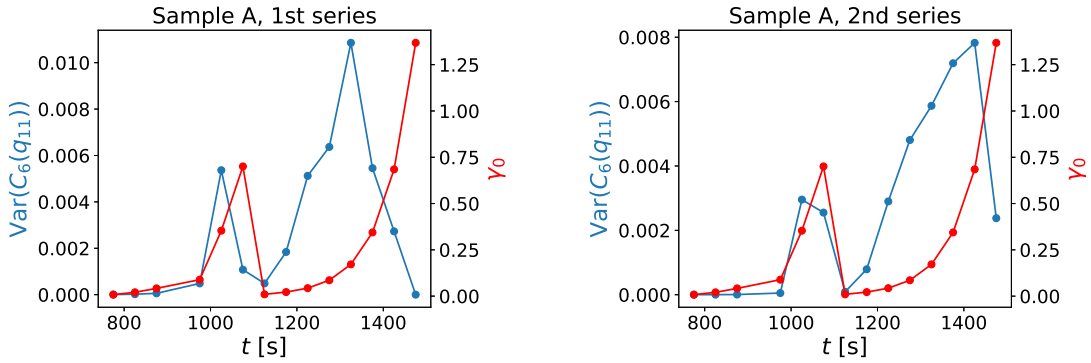 Sample A, 1st series
Var(C₆(q₁₁))
0.010
0.008
0.006
0.004
0.002
0.000
1.25
1.00
0.75
0.50
0.25
0.00
γ₀
800 1000 1200 1400
t [s]
Sample A, 2nd series
Var(C₆(q₁₁))
0.008
0.006
0.004
0.002
0.000
1.25
1.00
0.75
0.50
0.25
0.00
γ₀
800 1000 1200 1400
t [s]